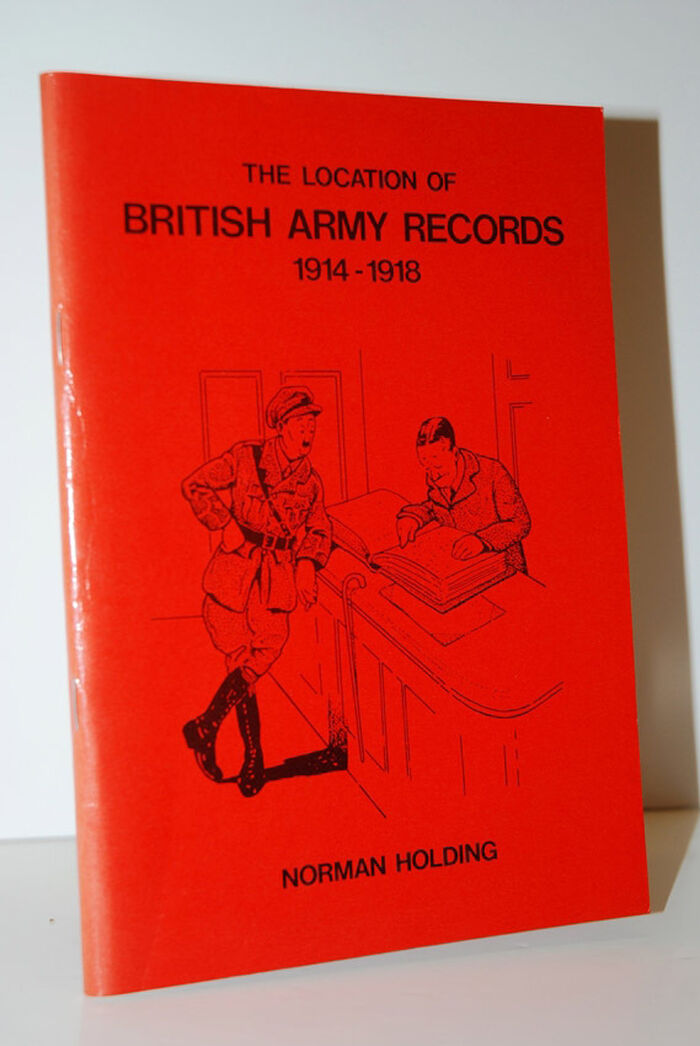 THE LOCATION OF
BRITISH ARMY RECORDS
1914-1918
NORMAN HOLDING